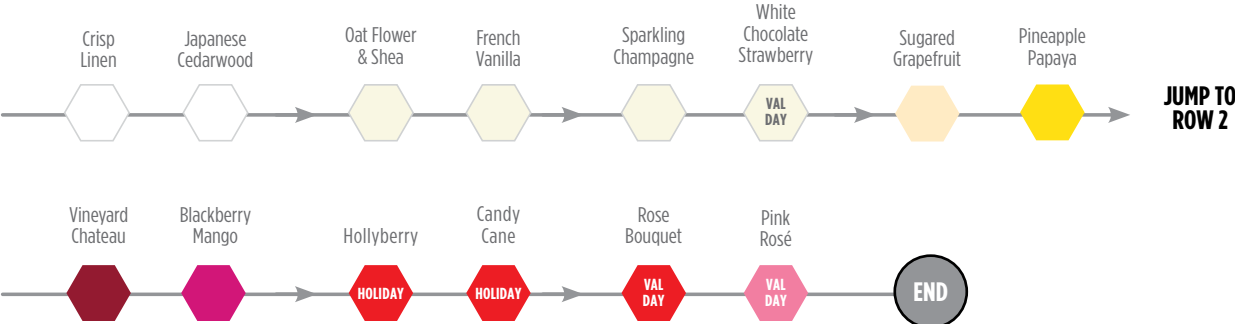 Crisp
Linen
Japanese
Cedarwood
Oat Flower
& Shea
French
Vanilla
Sparkling
Champagne
White
Chocolate
Strawberry
VAL
DAY
Sugared
Grapefruit
Pineapple
Papaya
JUMP TO
ROW 2
Vineyard
Chateau
Blackberry
Mango
Hollyberry
HOLIDAY
Candy
Cane
HOLIDAY
Rose
Bouquet
VAL
DAY
Pink
Rosé
VAL
DAY
END